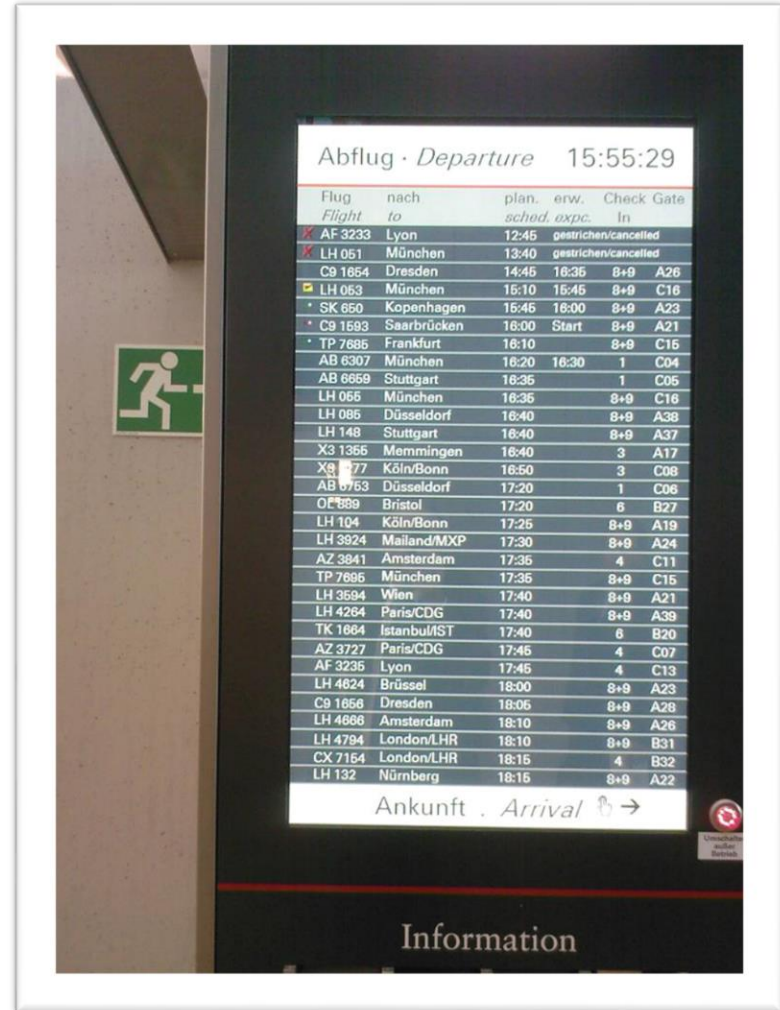 Abflug · Departure 15:55:29
Flug nach plan. erw. Check Gate
Flight to sched. expc. In
AF 3233 Lyon 12:45 gestrichen/cancelled
LH 051 München 13:40 gestrichen/cancelled
C9 1654 Dresden 14:45 16:35 8+9 A26
LH 053 München 15:10 15:45 8+9 C16
SK 650 Kopenhagen 15:45 16:00 8+9 A23
C9 1593 Saarbrücken 16:00 Start 8+9 A21
TP 7685 Frankfurt 16:10 8+9 C15
AB 6307 München 16:20 16:30 1 C04
AB 6659 Stuttgart 16:35 1 C05
LH 055 München 16:35 8+9 C16
LH 085 Düsseldorf 16:40 8+9 A38
LH 148 Stuttgart 16:40 8+9 A37
X3 1355 Memmingen 16:40 3 A17
Köln/Bonn 16:50 3 C08
AB 6753 Düsseldorf 17:20 1 C06
889 Bristol 17:20 6 B27
LH 104 Köln/Bonn 17:25 8+9 A19
LH 3924 Mailand/MXP 17:30 8+9 A24
AZ 3841 Amsterdam 17:35 4 C11
TP 7695 München 17:35 8+9 C15
LH 3594 Wien 17:40 8+9 A21
LH 4264 Paris/CDG 17:40 8+9 A39
TK 1664 Istanbul/IST 17:40 6 B20
AZ 3727 Paris/CDG 17:45 4 C07
AF 3235 Lyon 17:45 4 C13
LH 4624 Brüssel 18:00 8+9 A23
C9 1656 Dresden 18:05 8+9 A28
LH 4666 Amsterdam 18:10 8+9 A26
LH 4794 London/LHR 18:10 8+9 B31
CX 7154 London/LHR 18:15 4 B32
LH 132 Nürnberg 18:15 8+9 A22
Ankunft . Arrival →
außer
Betrieb
Information